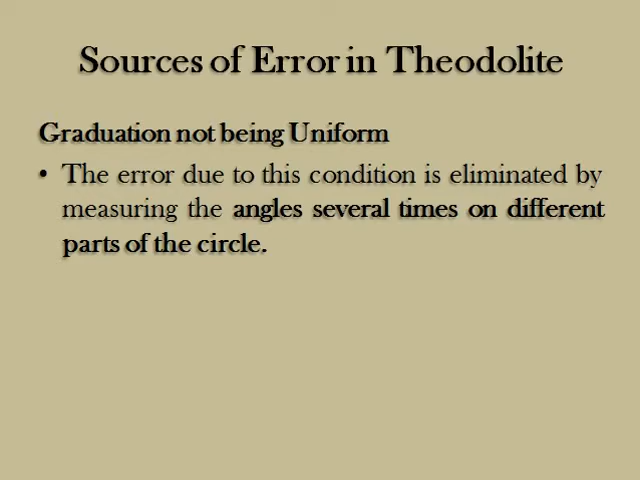 Sources of Error in Theodolite
Graduation not being Uniform
• The error due to this condition is eliminated by
measuring the angles several times on different
parts of the circle.